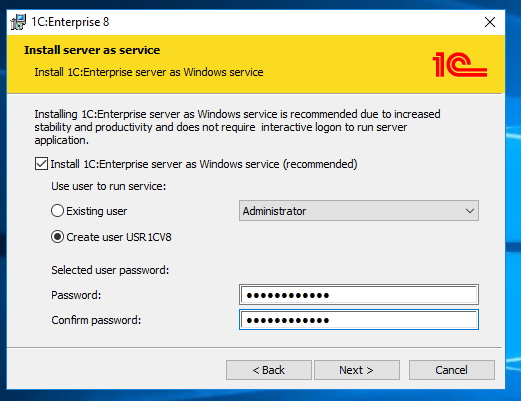 1C:Enterprise 8
Install server as service
Install 1C:Enterprise server as Windows service
1C
Installing 1C:Enterprise server as Windows service is recommended due to increased
stability and productivity and does not require interactive logon to run server
application.
Install 1C:Enterprise server as Windows service (recommended)
Use user to run service:
Existing user
Administrator
Create user USR1CV8
Selected user password:
Password:
●●●●●●●●●●●●
Confirm password:
●●●●●●●●●●●●
< Back
Next >
Cancel